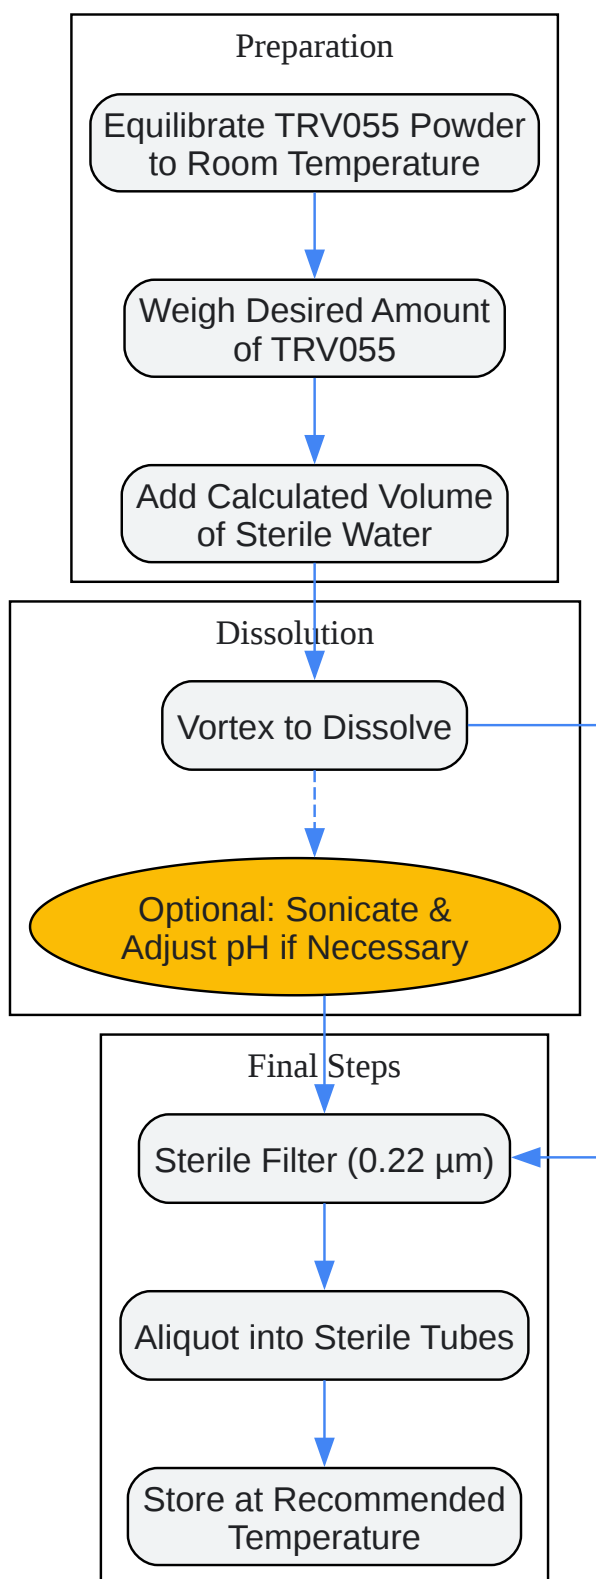 Preparation
Equilibrate TRV055 Powder
to Room Temperature
Weigh Desired Amount
of TRV055
Add Calculated Volume
of Sterile Water
Dissolution
Vortex to Dissolve
Optional: Sonicate &
Adjust pH if Necessary
Final Steps
Sterile Filter (0.22 µm)
Aliquot into Sterile Tubes
Store at Recommended
Temperature